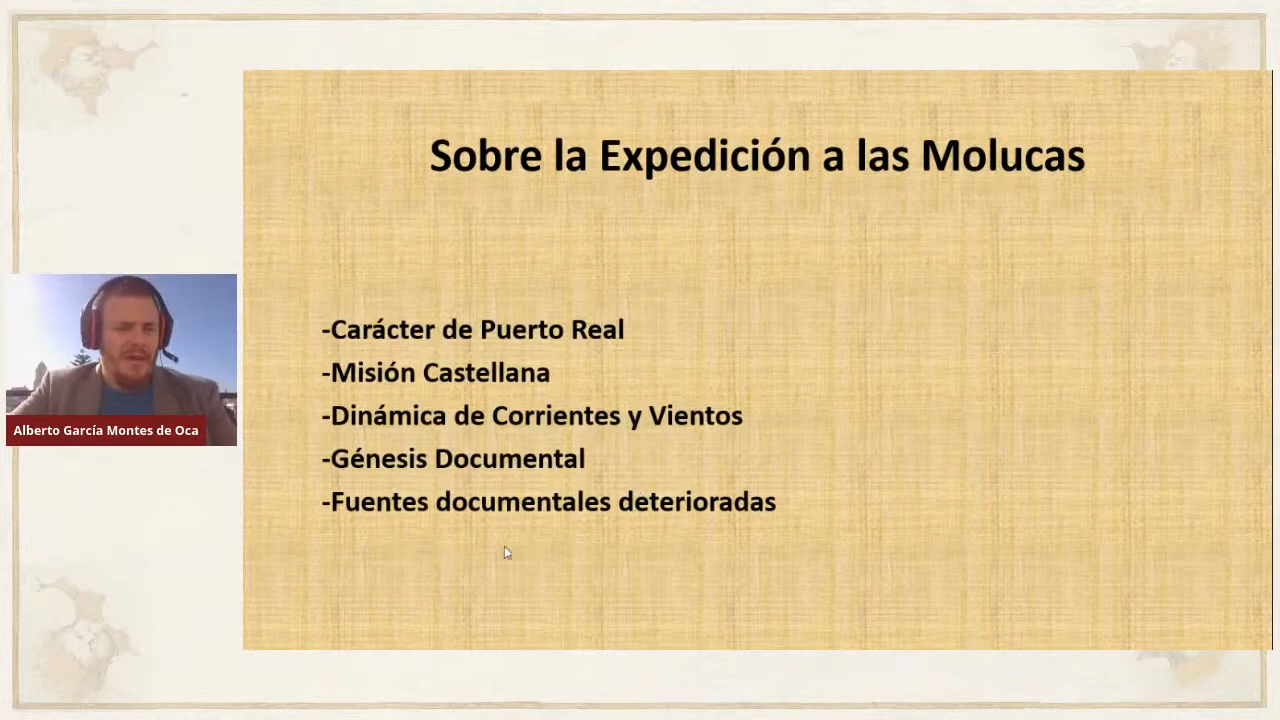 Sobre la Expedición a las Molucas
-Carácter de Puerto Real
-Misión Castellana
-Dinámica de Corrientes y Vientos
-Génesis Documental
-Fuentes documentales deterioradas
Alberto García Montes de Oca